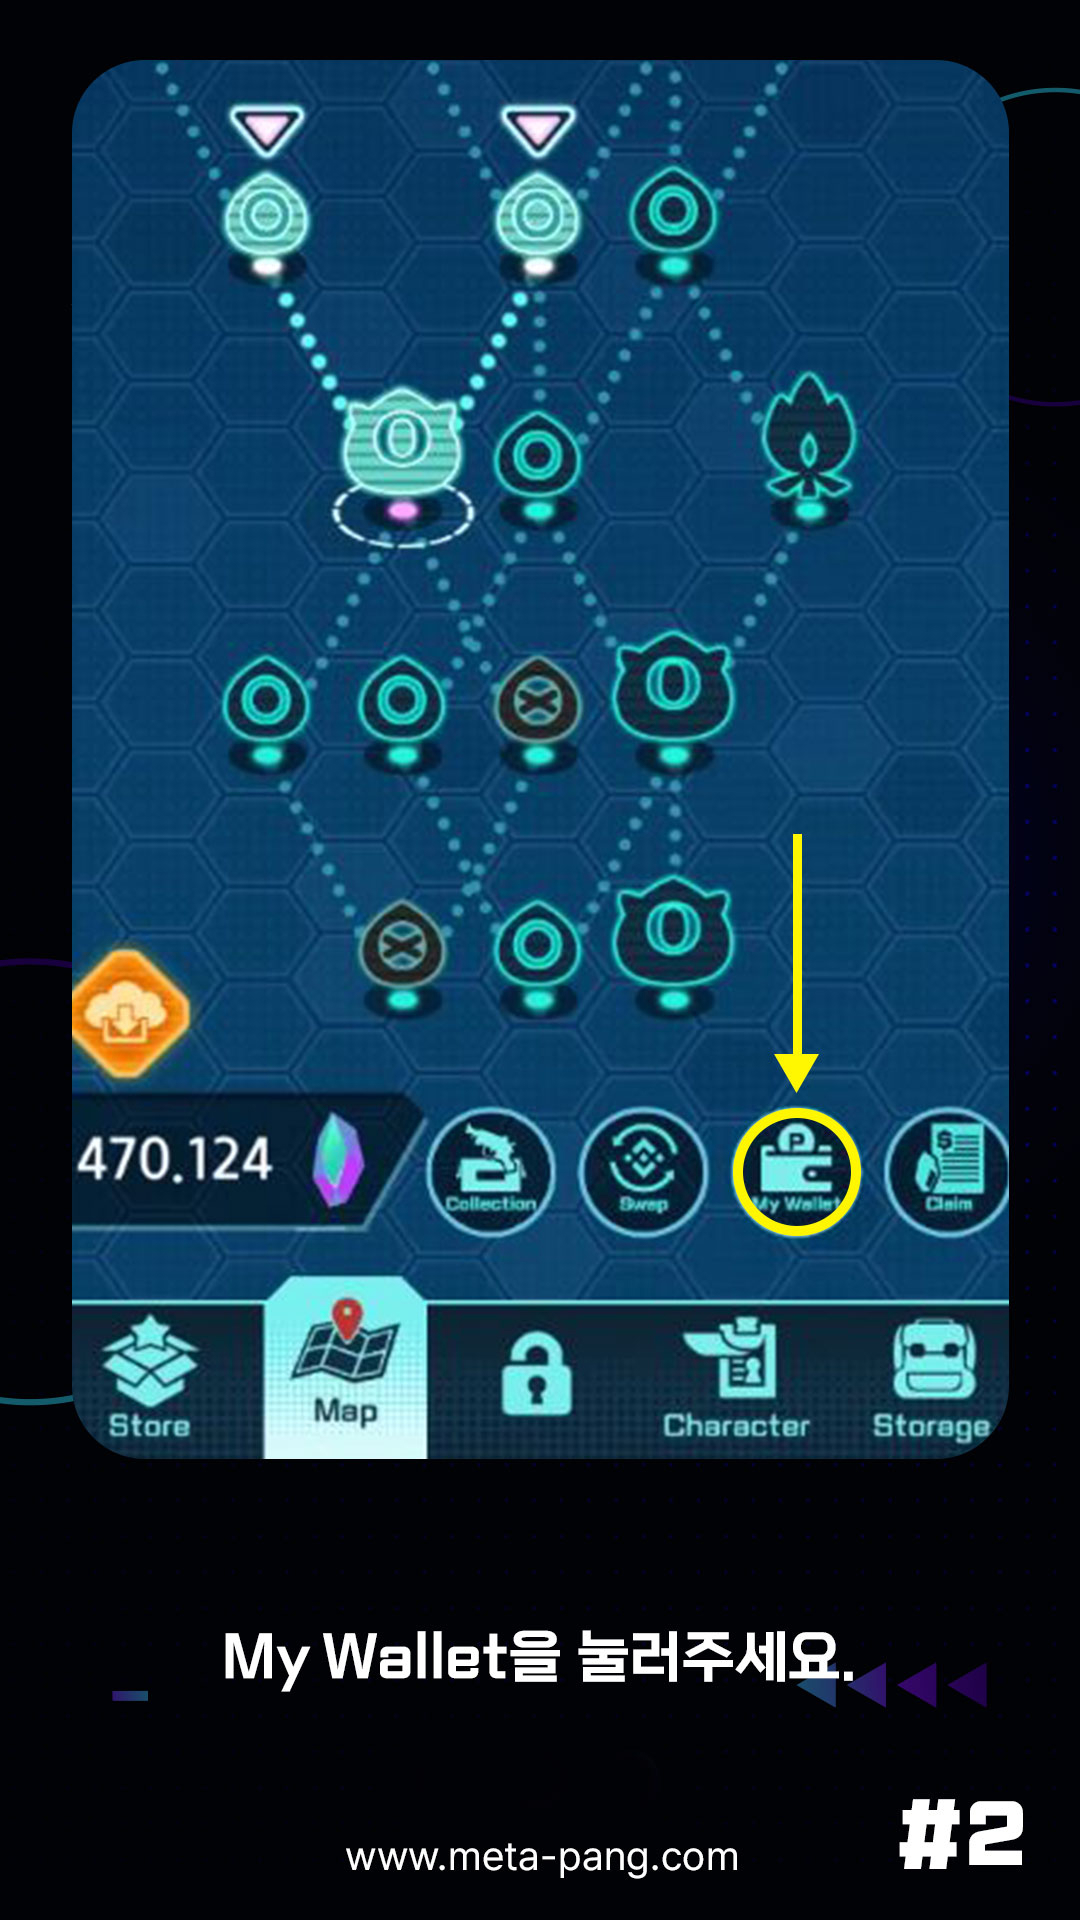 470.124
Collection
Swap
My Wallet
Claim
Store
Map
Character
Storage
My Wallet을 눌러주세요.
#2
www.meta-pang.com